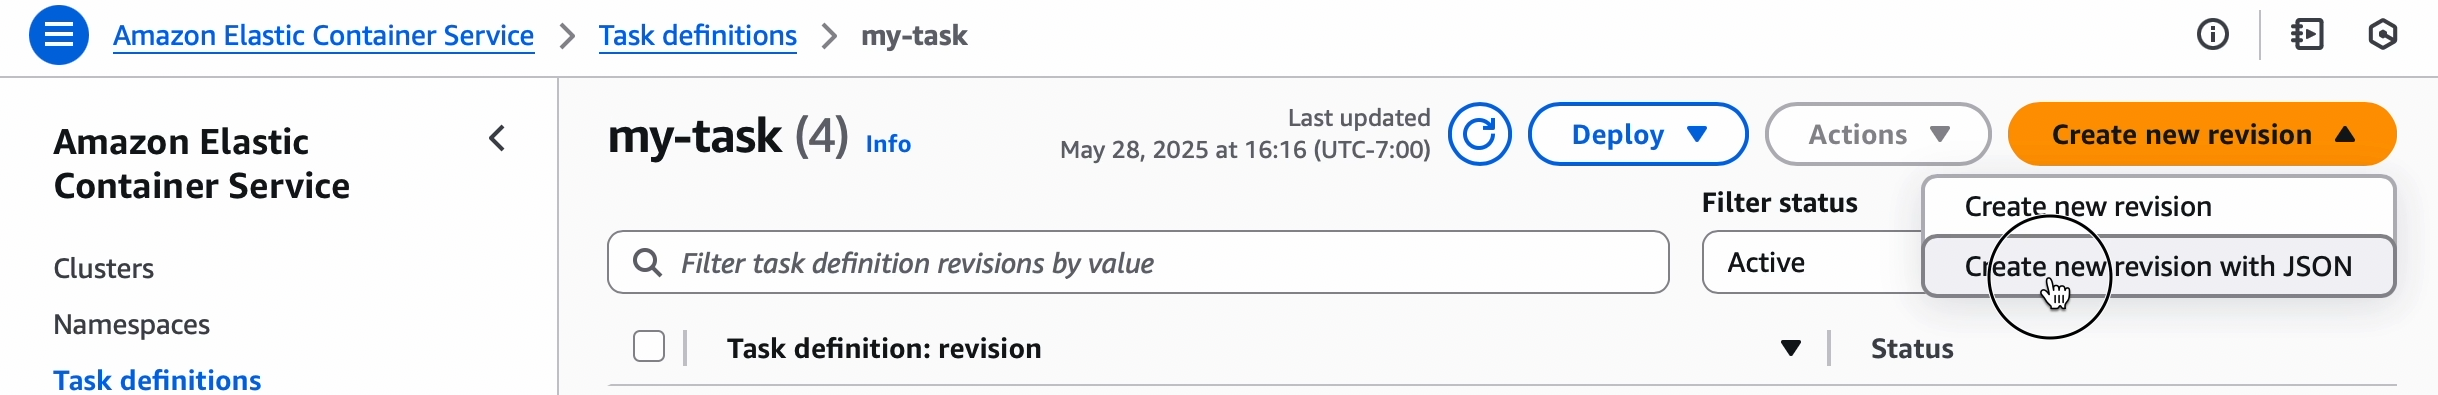 Amazon Elastic Container Service > Task definitions > my-task
Amazon Elastic
Container Service
Clusters
Namespaces
Task definitions
my-task (4) Info
Last updated
May 28, 2025 at 16:16 (UTC-7:00)
Deploy
Actions
Create new revision
Create new revision
Create new revision with JSON
Filter task definition revisions by value
Filter status
Active
Task definition: revision
Status